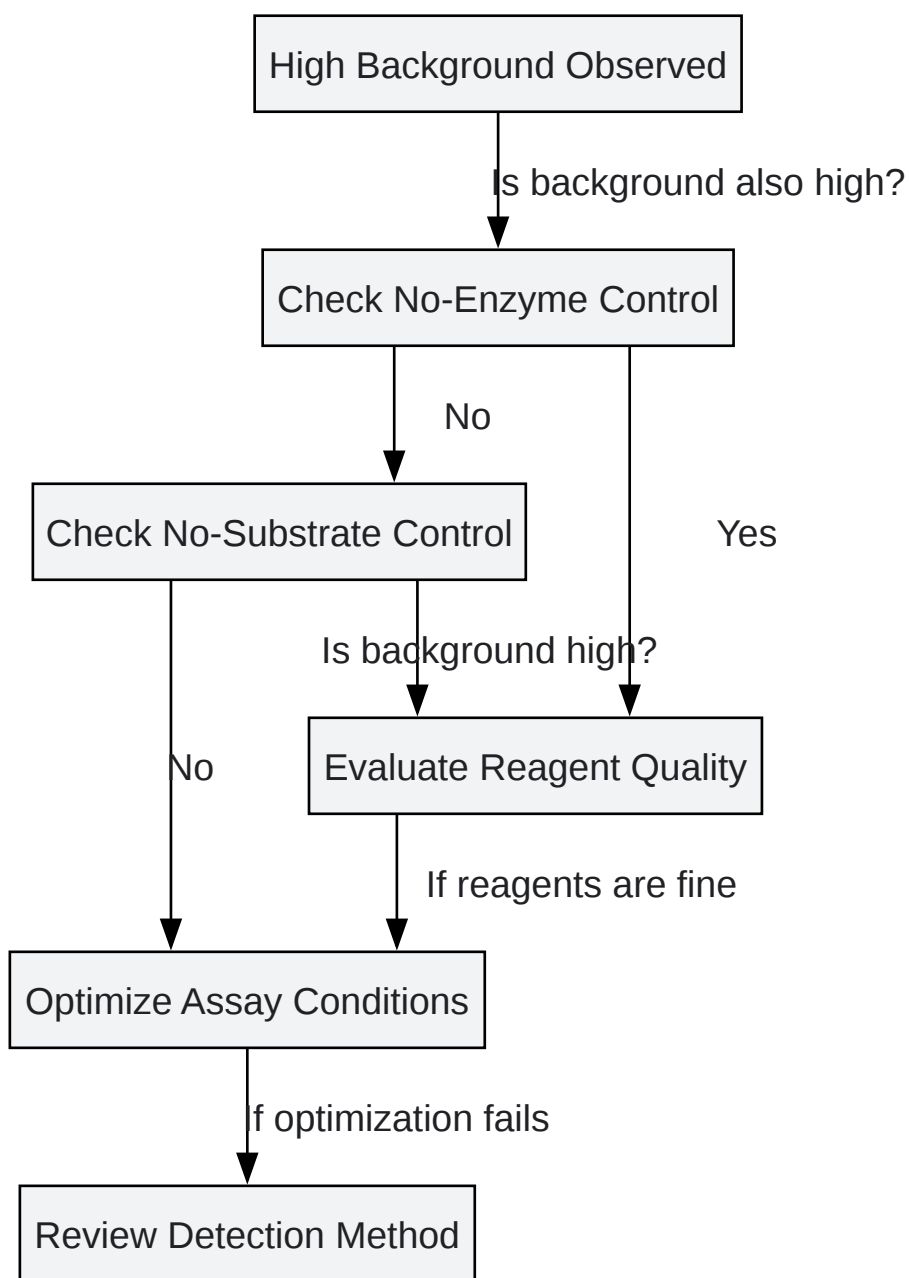 High Background Observed
Is background also high?
Check No-Enzyme Control
No
Check No-Substrate Control
Yes
Is background high?
No
Evaluate Reagent Quality
If reagents are fine
Optimize Assay Conditions
If optimization fails
Review Detection Method